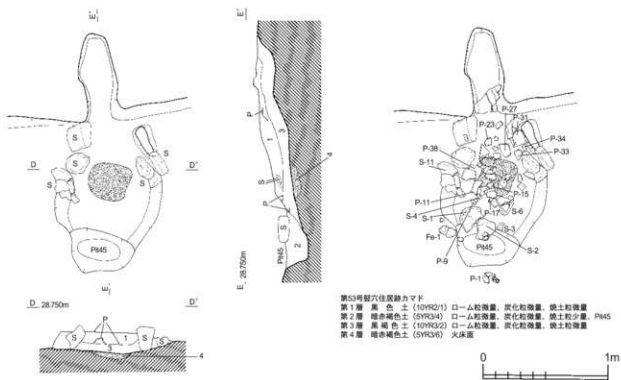 E'
S
S
S
S
S
D
D'
Pit45
E
D 28.750m
D'
P
S
1
S
3
4
E'
P
1
3
4
S
P
S
2
Pit45
E 28.750m
P-27
P-23
P-31
P-34
P-38
P-33
S-11
P-15
P-11
P-17
S-6
S-4
S-1
S-3
Fe-1
Pit45
S-2
P-9
P-1
第53号竪穴住居跡カマド
第1層 黒色土 (10YR2/1) ローム粒微量、炭化粒微量、焼土粒微量
第2層 暗赤褐色土 (5YR3/4) ローム粒微量、炭化粒微量、焼土粒少量、Pit45
第3層 黒褐色土 (10YR3/2) ローム粒微量、炭化粒微量、焼土粒微量
第4層 暗赤褐色土 (5YR3/6) 火床面
0 1m